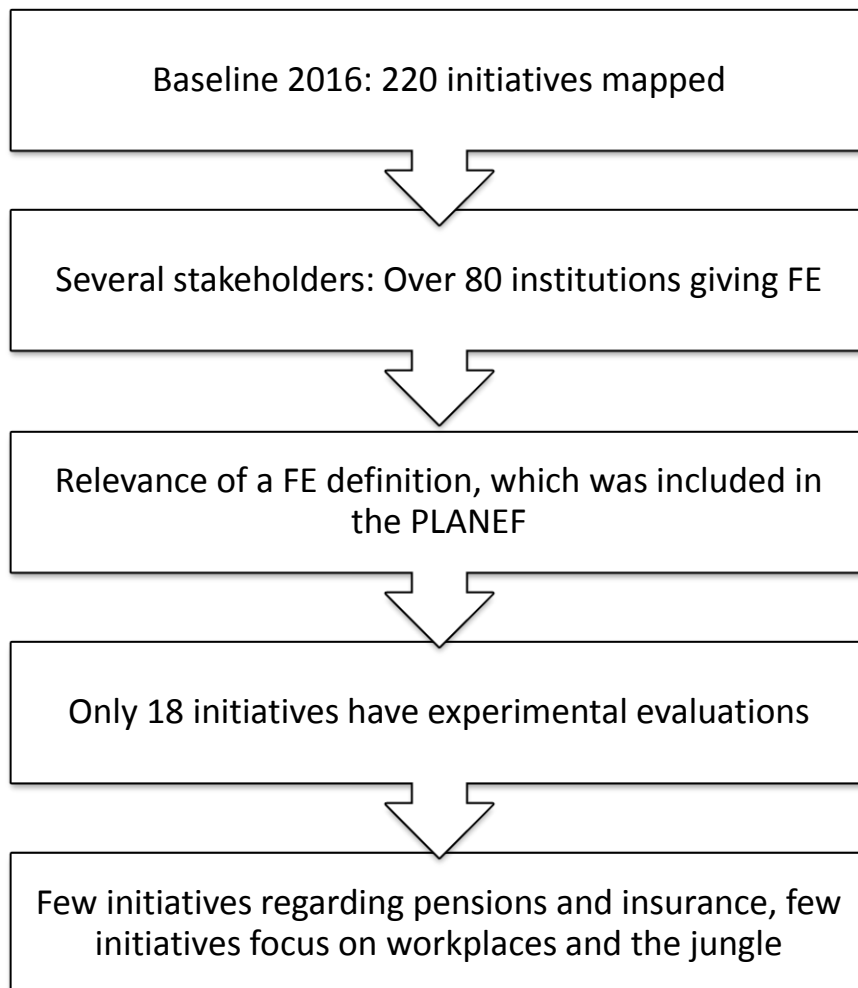 Baseline 2016: 220 initiatives mapped
Several stakeholders: Over 80 institutions giving FE
Relevance of a FE definition, which was included in
the PLANEF
Only 18 initiatives have experimental evaluations
Few initiatives regarding pensions and insurance, few
initiatives focus on workplaces and the jungle